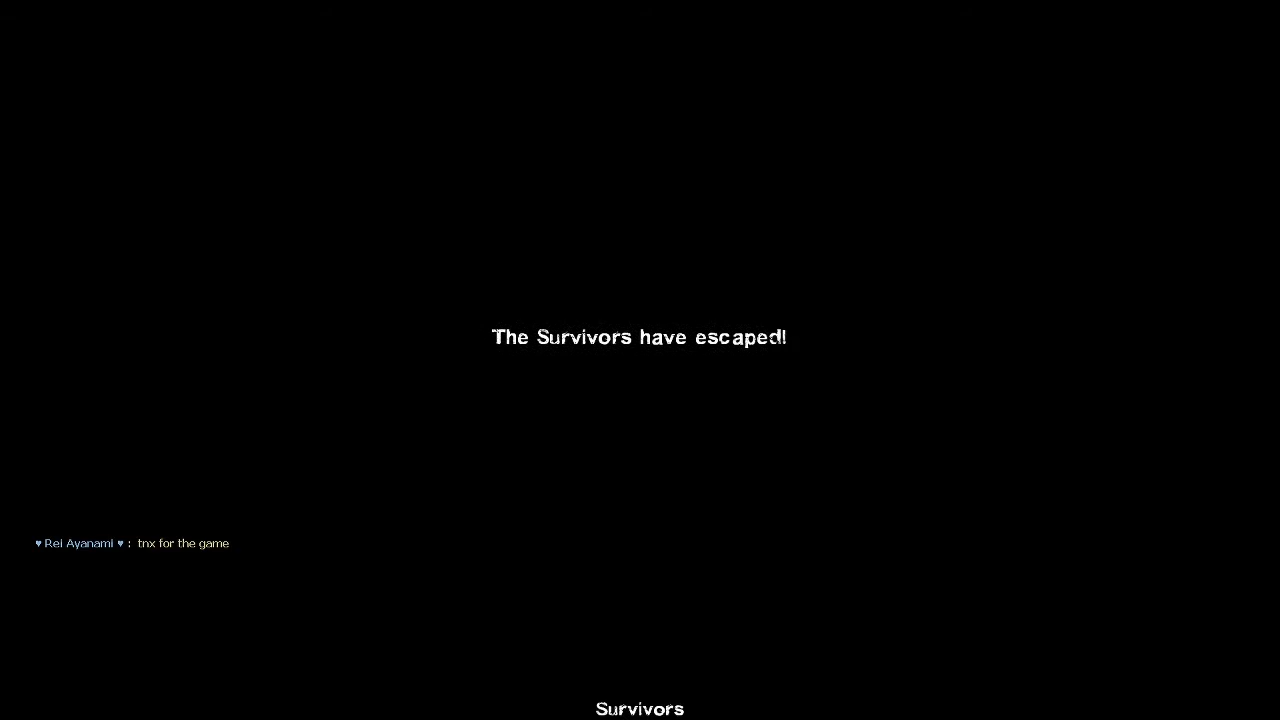 The Survivors have escaped!
♥ Rei Ayanami ♥ : tnx for the game
Survivors